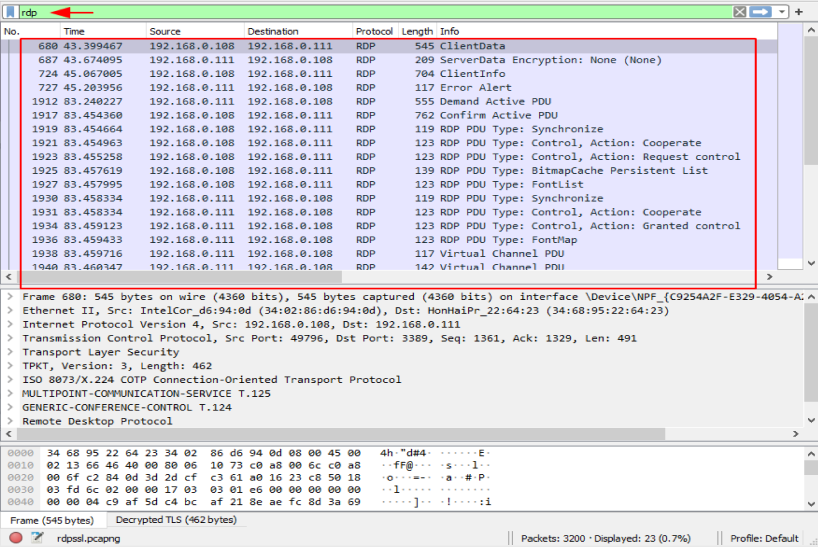 rdp
No. Time Source Destination Protocol Length Info
680 43.399467 192.168.0.108 192.168.0.111 RDP 545 ClientData
687 43.674095 192.168.0.111 192.168.0.108 RDP 209 ServerData Encryption: None (None)
724 45.067005 192.168.0.108 192.168.0.111 RDP 704 ClientInfo
727 45.203956 192.168.0.111 192.168.0.108 RDP 117 Error Alert
1912 83.240227 192.168.0.111 192.168.0.108 RDP 555 Demand Active PDU
1917 83.454360 192.168.0.108 192.168.0.111 RDP 762 Confirm Active PDU
1919 83.454664 192.168.0.108 192.168.0.111 RDP 119 RDP PDU Type: Synchronize
1921 83.454963 192.168.0.108 192.168.0.111 RDP 123 RDP PDU Type: Control, Action: Cooperate
1923 83.455258 192.168.0.108 192.168.0.111 RDP 123 RDP PDU Type: Control, Action: Request control
1925 83.457619 192.168.0.108 192.168.0.111 RDP 139 RDP PDU Type: BitmapCache Persistent List
1927 83.457995 192.168.0.108 192.168.0.111 RDP 123 RDP PDU Type: FontList
1930 83.458334 192.168.0.111 192.168.0.108 RDP 119 RDP PDU Type: Synchronize
1931 83.458334 192.168.0.111 192.168.0.108 RDP 123 RDP PDU Type: Control, Action: Cooperate
1934 83.459123 192.168.0.111 192.168.0.108 RDP 123 RDP PDU Type: Control, Action: Granted control
1936 83.459433 192.168.0.111 192.168.0.108 RDP 123 RDP PDU Type: FontMap
1938 83.459716 192.168.0.111 192.168.0.108 RDP 117 Virtual Channel PDU
1940 83.460347 192.168.0.111 192.168.0.108 RDP 142 Virtual Channel PDU
Frame 680: 545 bytes on wire (4360 bits), 545 bytes captured (4360 bits) on interface \Device\NPF_{C9254A2F-E329-4054-A2
Ethernet II, Src: IntelCor_d6:94:0d (34:02:86:d6:94:0d), Dst: HonHaiPr_22:64:23 (34:68:95:22:64:23)
Internet Protocol Version 4, Src: 192.168.0.108, Dst: 192.168.0.111
Transmission Control Protocol, Src Port: 49796, Dst Port: 3389, Seq: 1361, Ack: 1329, Len: 491
Transport Layer Security
TPKT, Version: 3, Length: 462
ISO 8073/X.224 COTP Connection-Oriented Transport Protocol
MULTIPOINT-COMMUNICATION-SERVICE T.125
GENERIC-CONFERENCE-CONTROL T.124
Remote Desktop Protocol
0000 34 68 95 22 64 23 34 02 86 d6 94 0d 08 00 45 00 4h·"d#4· ······E·
0010 02 13 66 46 40 00 80 06 10 73 c0 a8 00 6c c0 a8 ··fF@··· ·s···l··
0020 00 6f c2 84 0d 3d 2d cf c3 61 a0 16 23 c8 50 18 ·o···=-· ·a··#·P·
0030 03 fd 6c 02 00 00 17 03 03 01 e6 00 00 00 00 00 ··l····· ········
0040 00 00 04 c9 af 5d c4 bc af 21 8e ae fc 8d 3a 69 ·····]·· ·!····:i
Frame (545 bytes) Decrypted TLS (462 bytes)
rdpssl.pcapng Packets: 3200 · Displayed: 23 (0.7%) Profile: Default